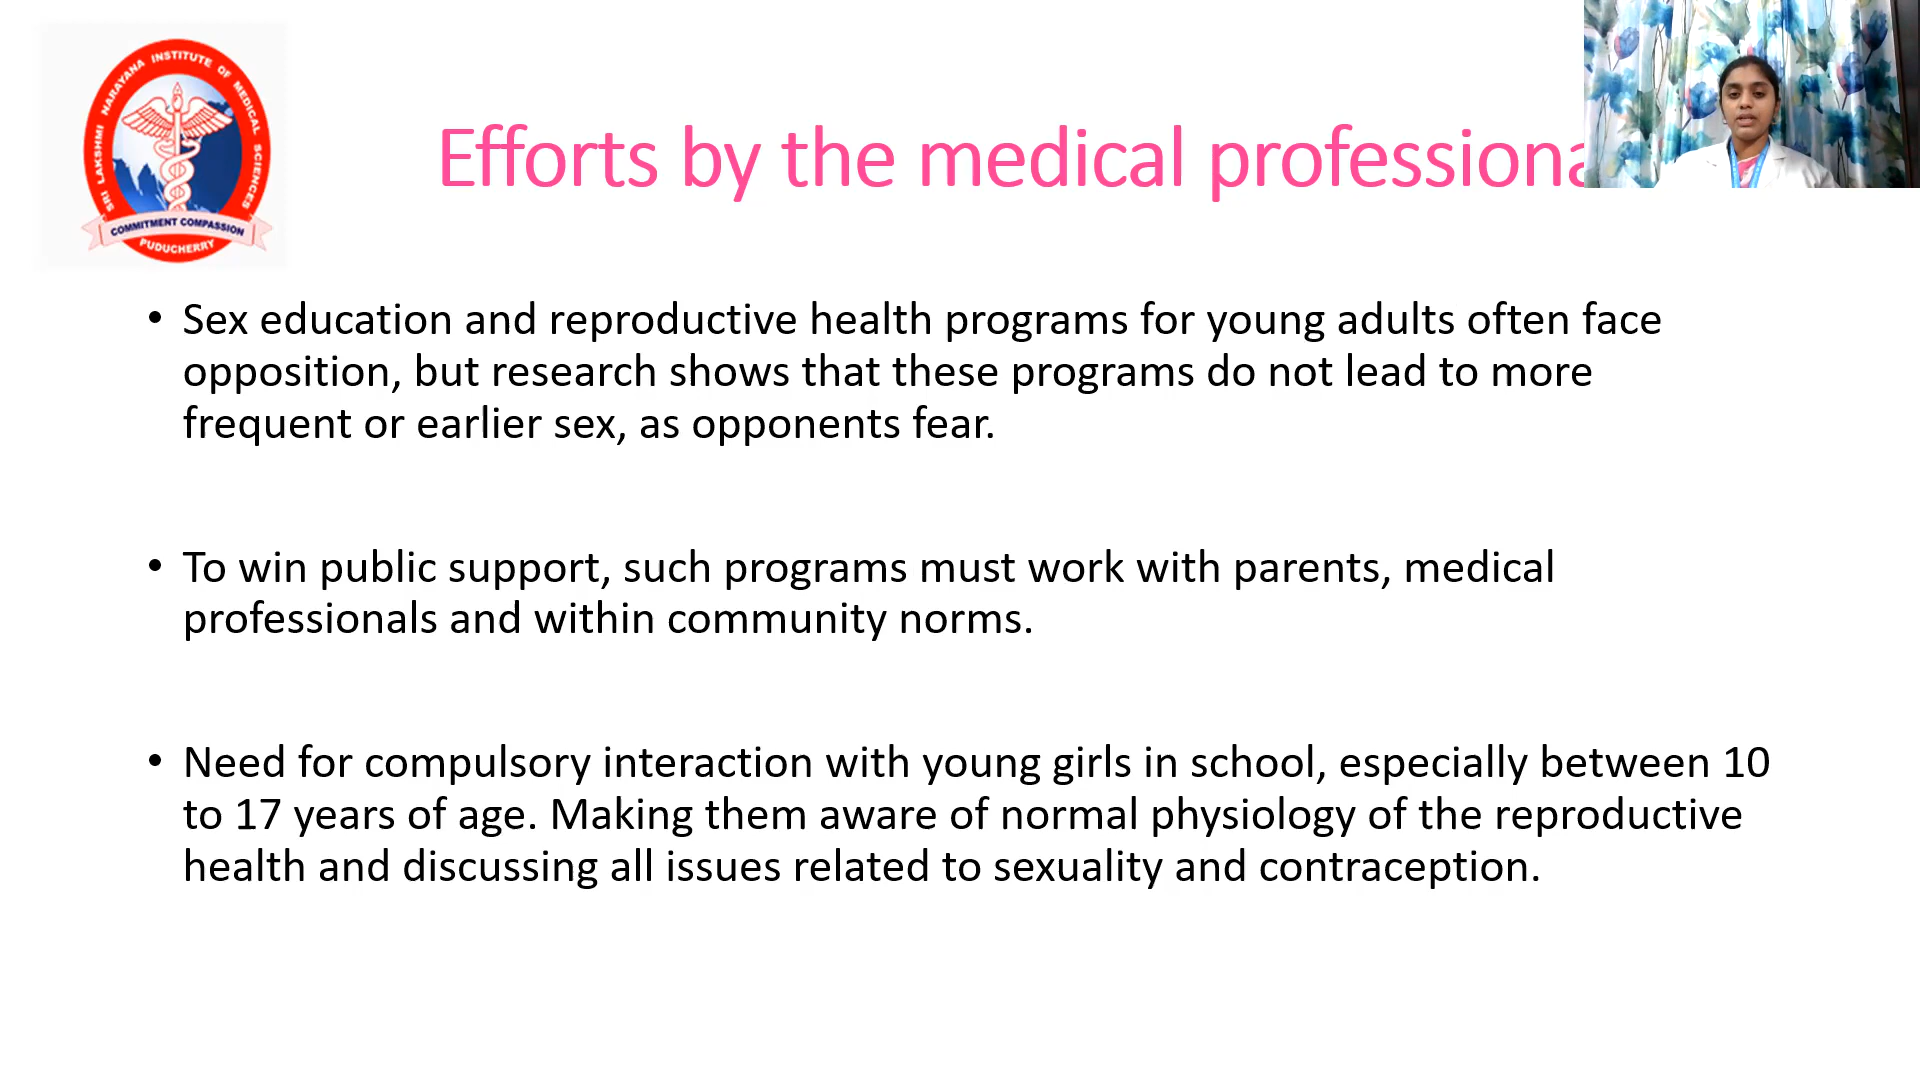 SRI LAKSHMI NARAYANA INSTITUTE OF MEDICAL SCIENCES
COMMITMENT COMPASSION
PUDUCHERRY
Efforts by the medical professiona
• Sex education and reproductive health programs for young adults often face
opposition, but research shows that these programs do not lead to more
frequent or earlier sex, as opponents fear.
• To win public support, such programs must work with parents, medical
professionals and within community norms.
• Need for compulsory interaction with young girls in school, especially between 10
to 17 years of age. Making them aware of normal physiology of the reproductive
health and discussing all issues related to sexuality and contraception.